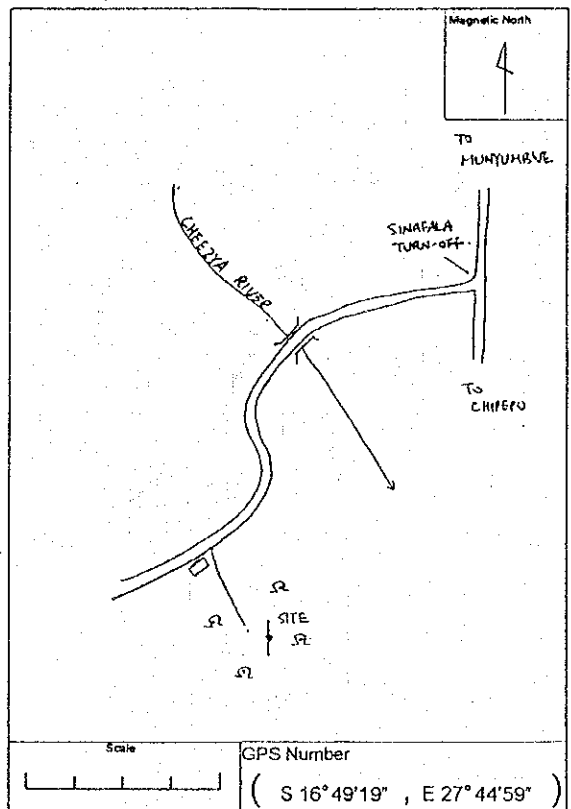 Magnetic North
TO
MUNYUMBVE.
SINAFALA
TURN-OFF.
CHEEZYA RIVER
TO
CHIPEPO
SITE
Scale
GPS Number
( S 16°49'19" , E 27°44'59" )